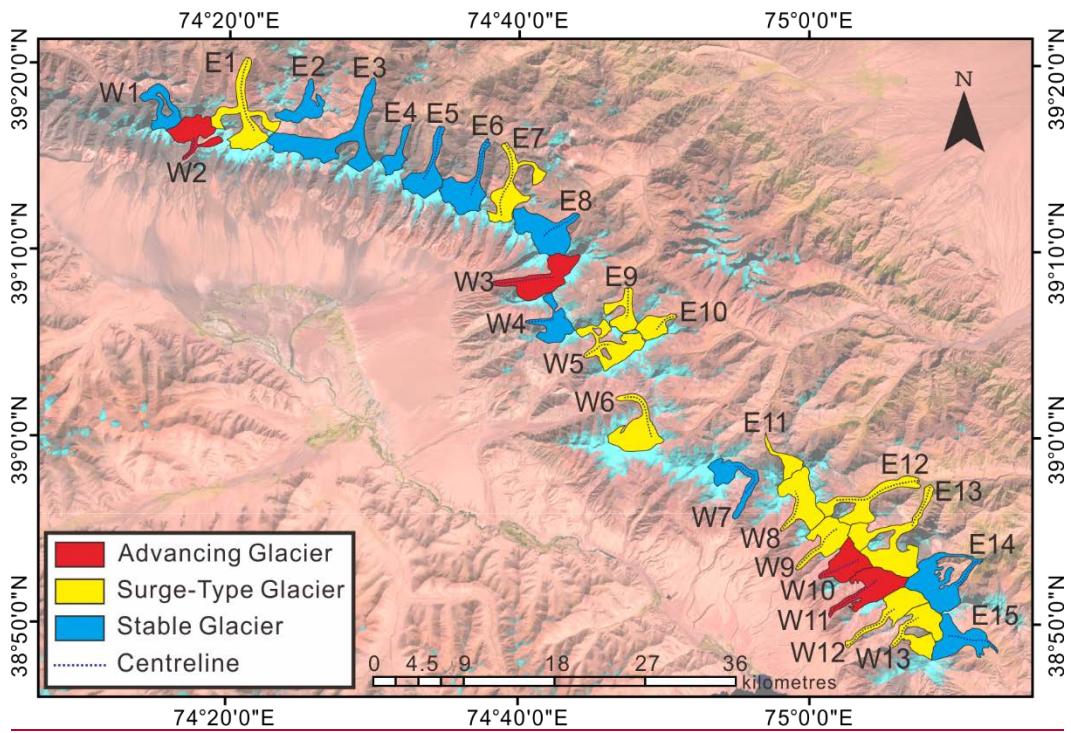 74°20'0"E 74°40'0"E 75°0'0"E
39°20'0"N
39°10'0"N
39°0'0"N
38°50'0"N
39°20'0"N
39°10'0"N
39°0'0"N
38°50'0"N
N
E1
E2
E3
W1
E4
E5
E6
E7
W2
E8
W3
E9
W4
E10
W5
W6
E11
E12
E13
W7
W8
W9
E14
W10
W11
E15
W12
W13
Advancing Glacier
Surge-Type Glacier
Stable Glacier
Centreline
0 4.5 9 18 27 36
kilometres
74°20'0"E 74°40'0"E 75°0'0"E